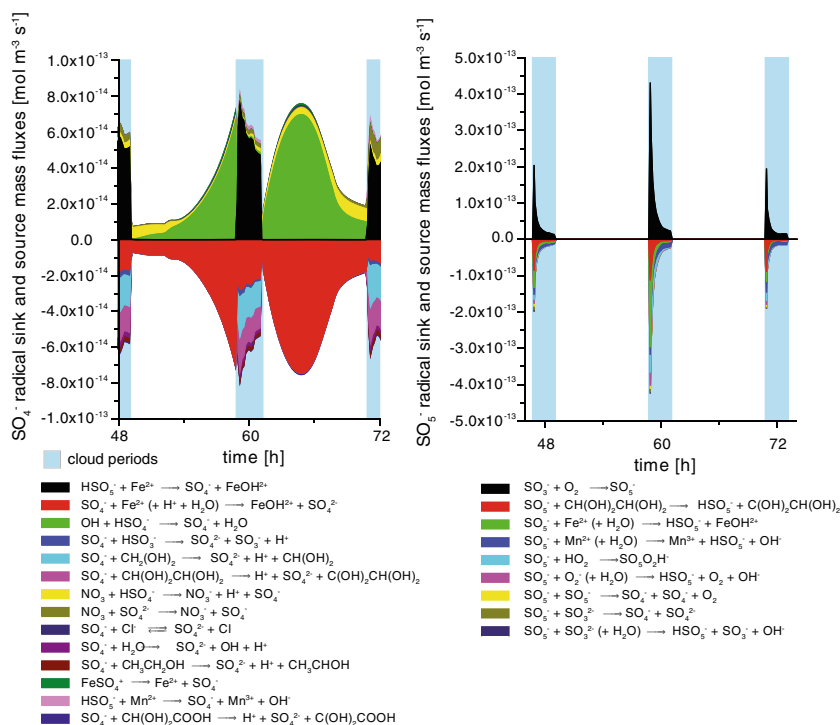 SO₄⁻ radical sink and source mass fluxes [mol m⁻³ s⁻¹]
1.0x10⁻¹³
8.0x10⁻¹⁴
6.0x10⁻¹⁴
4.0x10⁻¹⁴
2.0x10⁻¹⁴
0.0
-2.0x10⁻¹⁴
-4.0x10⁻¹⁴
-6.0x10⁻¹⁴
-8.0x10⁻¹⁴
-1.0x10⁻¹³
48 60 72
time [h]
cloud periods
HSO₅⁻ + Fe²⁺ → SO₄⁻ + FeOH²⁺
SO₄⁻ + Fe²⁺ (+ H⁺ + H₂O) → FeOH²⁺ + SO₄²⁻
OH + HSO₄⁻ → SO₄⁻ + H₂O
SO₄⁻ + HSO₃⁻ → SO₄²⁻ + SO₃⁻ + H⁺
SO₄⁻ + CH₂(OH)₂ → SO₄²⁻ + H⁺ + CH(OH)₂
SO₄⁻ + CH(OH)₂CH(OH)₂ → H⁺ + SO₄²⁻ + C(OH)₂CH(OH)₂
NO₃ + HSO₄⁻ → NO₃⁻ + H⁺ + SO₄⁻
NO₃ + SO₄²⁻ → NO₃⁻ + SO₄⁻
SO₄⁻ + Cl⁻ ⇌ SO₄²⁻ + Cl
SO₄⁻ + H₂O → SO₄²⁻ + OH + H⁺
SO₄⁻ + CH₃CH₂OH → SO₄²⁻ + H⁺ + CH₃CHOH
FeSO₄⁺ → Fe²⁺ + SO₄⁻
HSO₅⁻ + Mn²⁺ → SO₄⁻ + Mn³⁺ + OH⁻
SO₄⁻ + CH(OH)₂COOH → H⁺ + SO₄²⁻ + C(OH)₂COOH
SO₅⁻ radical sink and source mass fluxes [mol m⁻³ s⁻¹]
5.0x10⁻¹³
4.0x10⁻¹³
3.0x10⁻¹³
2.0x10⁻¹³
1.0x10⁻¹³
0.0
-1.0x10⁻¹³
-2.0x10⁻¹³
-3.0x10⁻¹³
-4.0x10⁻¹³
-5.0x10⁻¹³
48 60 72
time [h]
SO₃⁻ + O₂ → SO₅⁻
SO₅⁻ + CH(OH)₂CH(OH)₂ → HSO₅⁻ + C(OH)₂CH(OH)₂
SO₅⁻ + Fe²⁺ (+ H₂O) → HSO₅⁻ + FeOH²⁺
SO₅⁻ + Mn²⁺ (+ H₂O) → Mn³⁺ + HSO₅⁻ + OH⁻
SO₅⁻ + HO₂ → SO₅O₂H⁻
SO₅⁻ + O₂⁻ (+ H₂O) → HSO₅⁻ + O₂ + OH⁻
SO₅⁻ + SO₅⁻ → SO₄⁻ + SO₄⁻ + O₂
SO₅⁻ + SO₃²⁻ → SO₄⁻ + SO₄²⁻
SO₅⁻ + SO₃²⁻ (+ H₂O) → HSO₅⁻ + SO₃⁻ + OH⁻